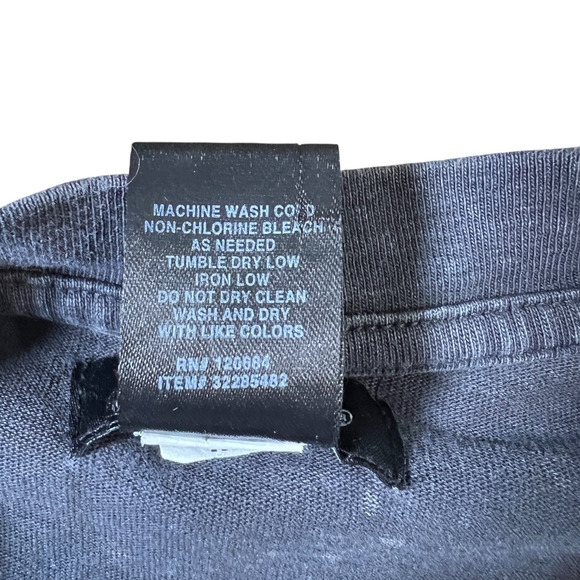 MACHINE WASH COLD
NON-CHLORINE BLEACH
AS NEEDED
TUMBLE DRY LOW
IRON LOW
DO NOT DRY CLEAN
WASH AND DRY
WITH LIKE COLORS
RN# 120664
ITEM# 32285482